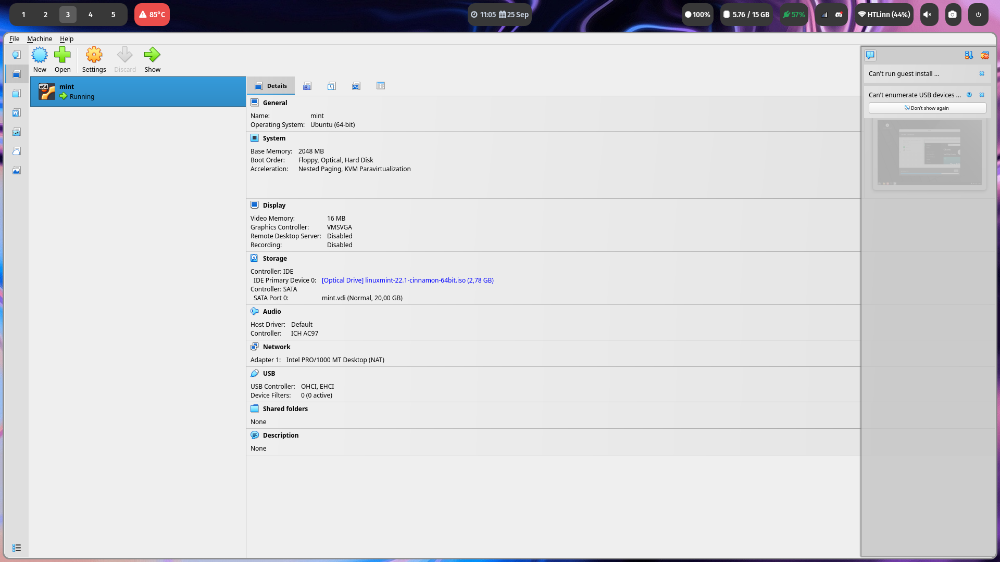 1 2 3 4 5 85°C 11:05 25 Sep 100% 5.76 / 15 GB 57% HTLinn (44%)
File Machine Help
New Open Settings Discard Show
x64 mint
Running
Details
General
Name: mint
Operating System: Ubuntu (64-bit)
System
Base Memory: 2048 MB
Boot Order: Floppy, Optical, Hard Disk
Acceleration: Nested Paging, KVM Paravirtualization
Display
Video Memory: 16 MB
Graphics Controller: VMSVGA
Remote Desktop Server: Disabled
Recording: Disabled
Storage
Controller: IDE
IDE Primary Device 0: [Optical Drive] linuxmint-22.1-cinnamon-64bit.iso (2,78 GB)
Controller: SATA
SATA Port 0: mint.vdi (Normal, 20,00 GB)
Audio
Host Driver: Default
Controller: ICH AC97
Network
Adapter 1: Intel PRO/1000 MT Desktop (NAT)
USB
USB Controller: OHCI, EHCI
Device Filters: 0 (0 active)
Shared folders
None
Description
None
Can't run guest install ...
Can't enumerate USB devices ...
Don't show again